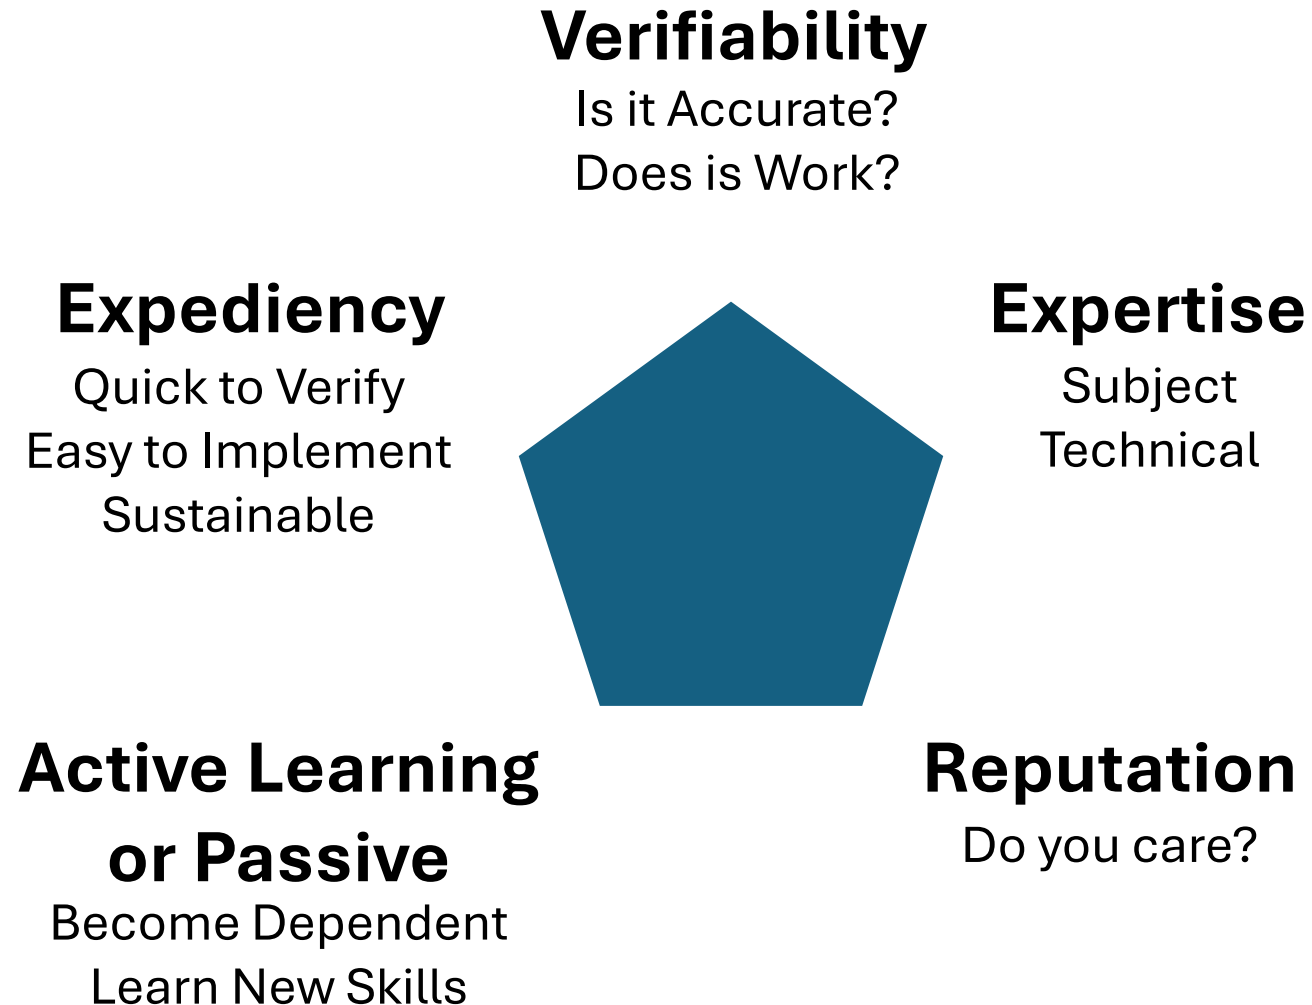 Verifiability
Is it Accurate?
Does is Work?
Expediency
Quick to Verify
Easy to Implement
Sustainable
Expertise
Subject
Technical
Active Learning
or Passive
Become Dependent
Learn New Skills
Reputation
Do you care?